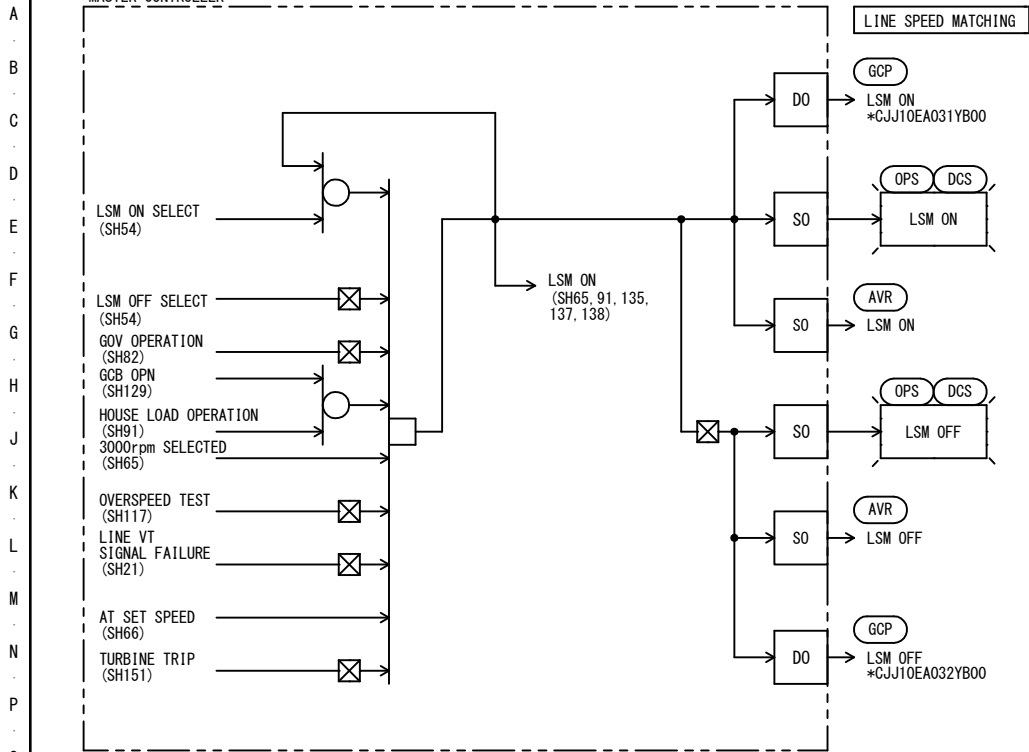 MASTER CONTROLLER
LINE SPEED MATCHING
A
B
C
D
E
F
G
H
J
K
L
M
N
P
LSM ON SELECT
(SH54)
LSM OFF SELECT
(SH54)
GOV OPERATION
(SH82)
GCB OPN
(SH129)
HOUSE LOAD OPERATION
(SH91)
3000rpm SELECTED
(SH65)
OVERSPEED TEST
(SH117)
LINE VT
SIGNAL FAILURE
(SH21)
AT SET SPEED
(SH66)
TURBINE TRIP
(SH151)
LSM ON
(SH65, 91, 135,
137, 138)
DO
GCP
LSM ON
*CJJ10EA031YB00
SO
OPS DCS
LSM ON
SO
AVR
LSM ON
SO
OPS DCS
LSM OFF
SO
AVR
LSM OFF
DO
GCP
LSM OFF
*CJJ10EA032YB00